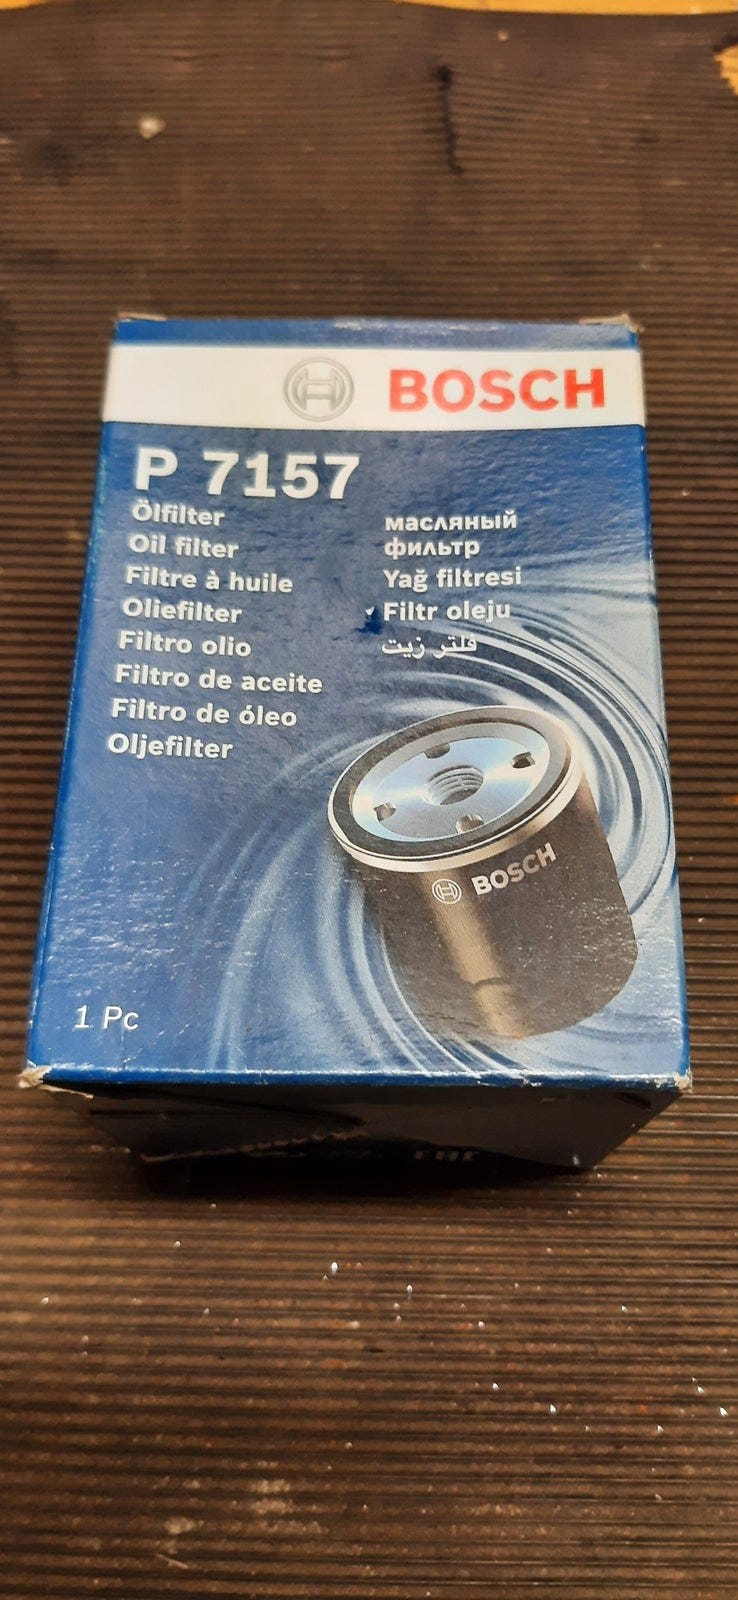 BOSCH
P 7157
Ölfilter
Oil filter
Filtre à huile
Oliefilter
Filtro olio
Filtro de aceite
Filtro de óleo
Oljefilter
масляный
фильтр
Yağ filtresi
Filtr oleju
فلتر زيت
BOSCH
1 Pc
EAC